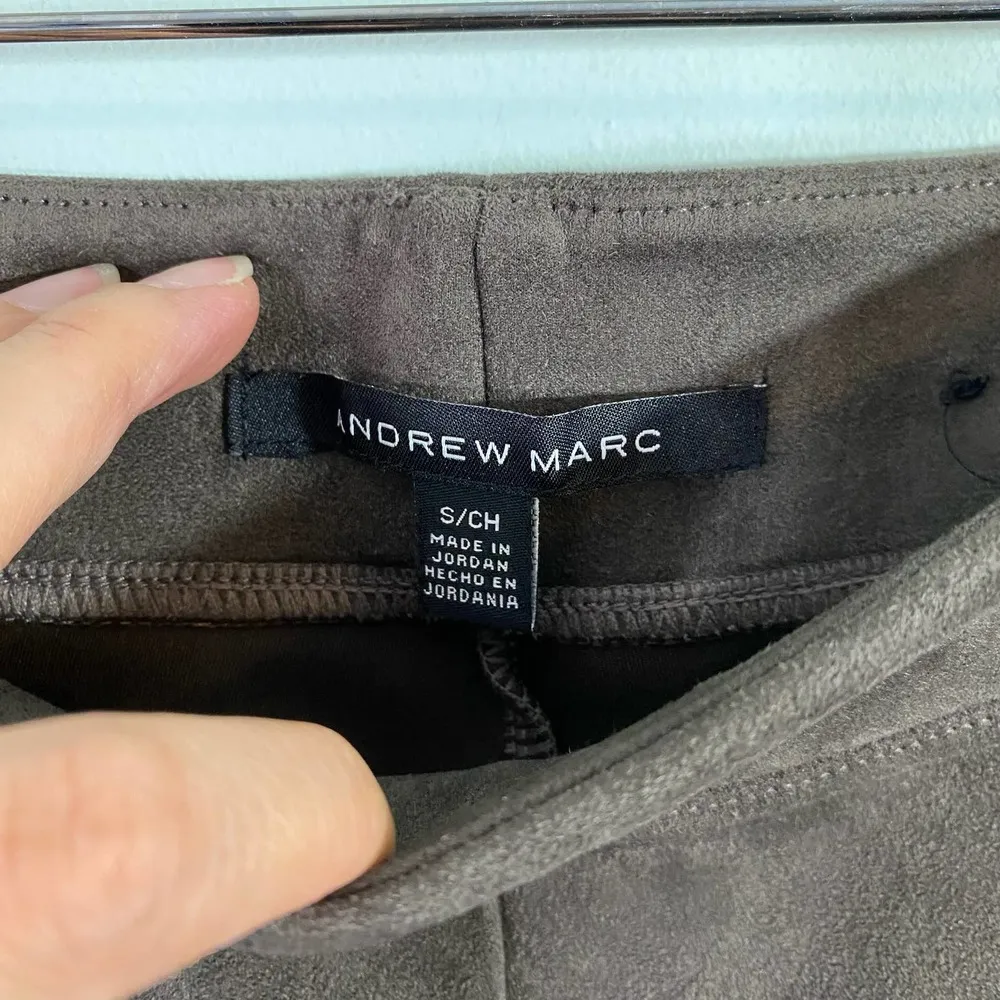 ANDREW MARC
S/CH
MADE IN
JORDAN
HECHO EN
JORDANIA